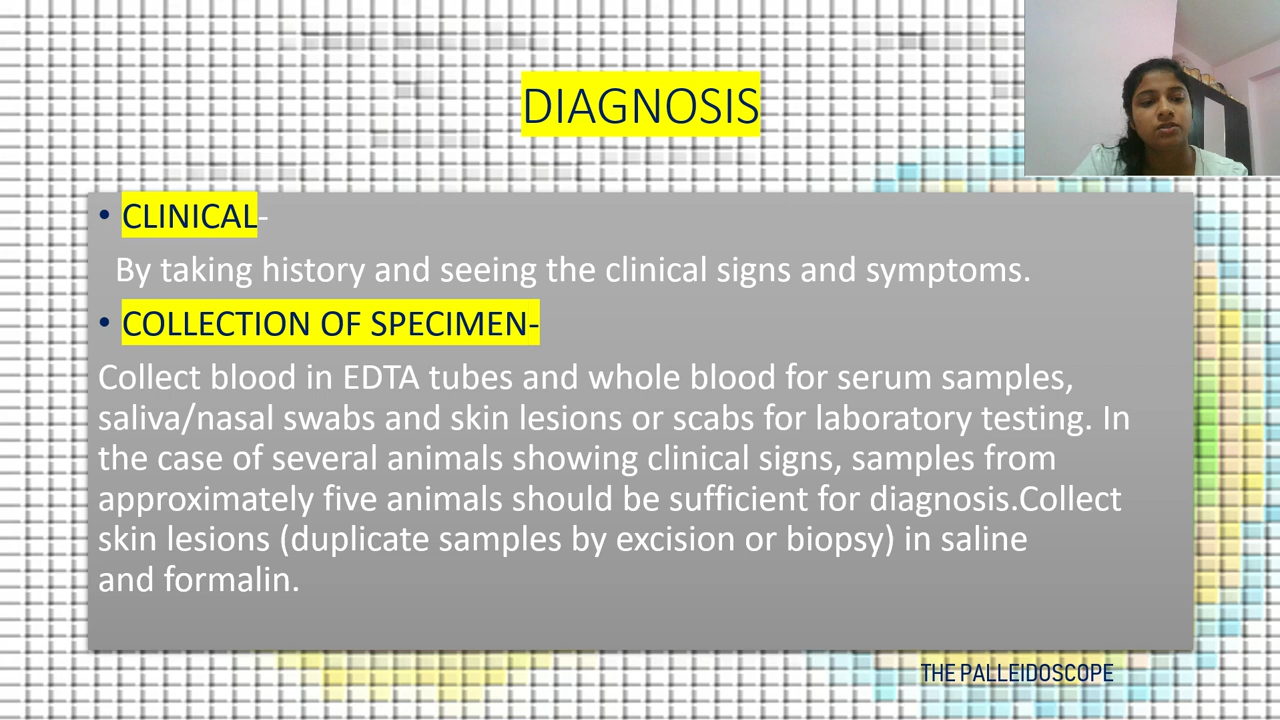 DIAGNOSIS
• CLINICAL-
By taking history and seeing the clinical signs and symptoms.
• COLLECTION OF SPECIMEN-
Collect blood in EDTA tubes and whole blood for serum samples,
saliva/nasal swabs and skin lesions or scabs for laboratory testing. In
the case of several animals showing clinical signs, samples from
approximately five animals should be sufficient for diagnosis.Collect
skin lesions (duplicate samples by excision or biopsy) in saline
and formalin.
THE PALLEIDOSCOPE